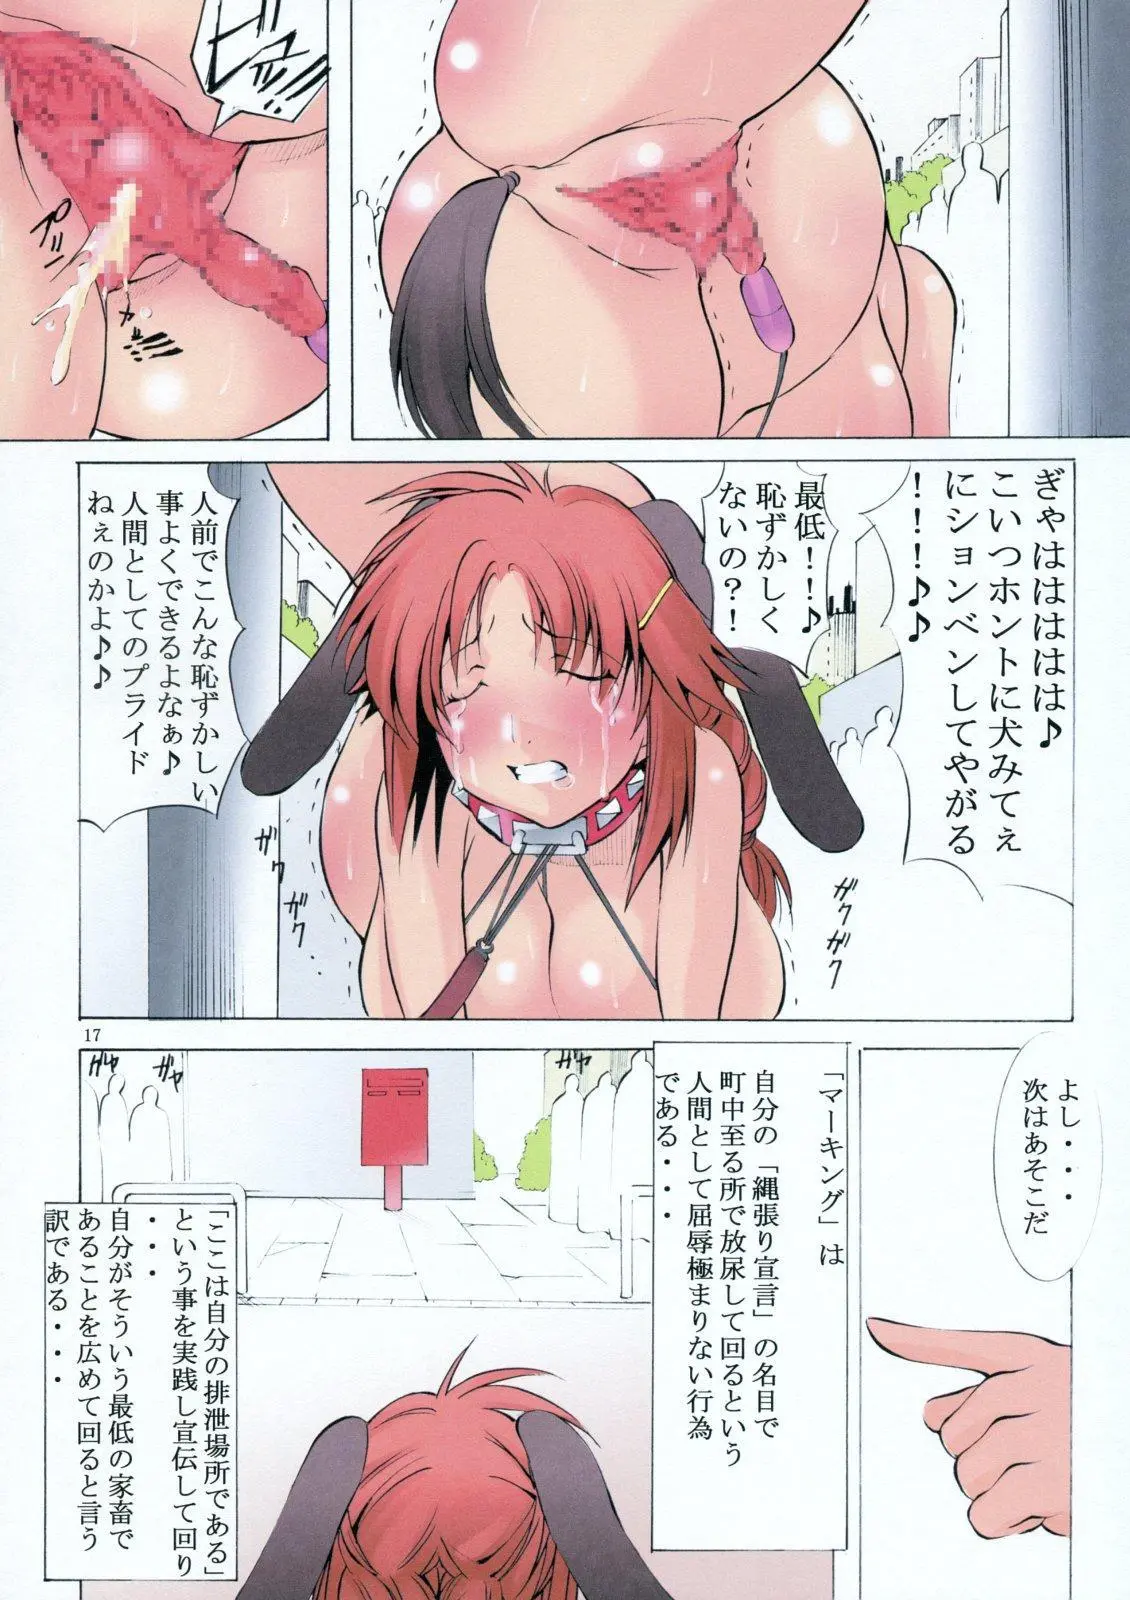 ビュッ
プパ
ぎゃはははははは♪
こいつホントに犬みてぇ
にションベンしてやがる
！！！！♪♪
最低！！♪
恥ずかしく
ないの？！
人前でこんな恥ずかしい
事よくできるよなぁ♪
人間としてのプライド
ねぇのかよ♪♪
ガクガク…
ガクガク…
17
よし・・・
次はあそこだ
「マーキング」は
自分の「縄張り宣言」の名目で
町中至る所で放尿して回るという
人間として屈辱極まりない行為
である・・・・
ガヤガヤ
ガヤガヤ
「ここは自分の排泄場所である」
という事を実践し宣伝して回り
・・・・
自分がそういう最低の家畜で
あることを広めて回ると言う
訳である・・・・